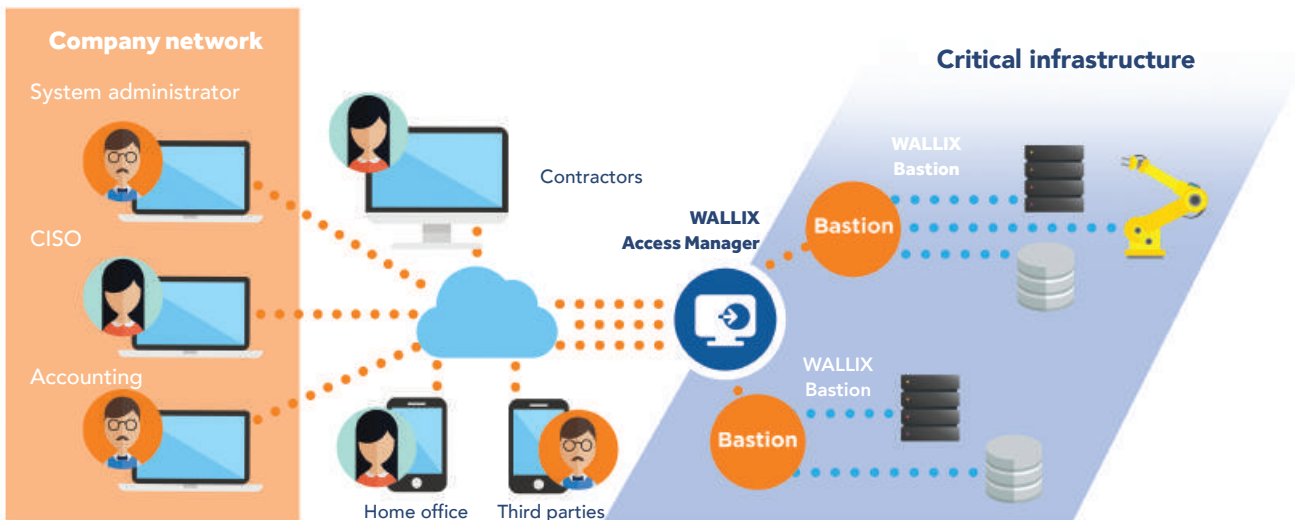 Company network
System administrator
CISO
Accounting
Contractors
Home office
Third parties
WALLIX
Access Manager
Critical infrastructure
WALLIX
Bastion
Bastion
WALLIX
Bastion
Bastion